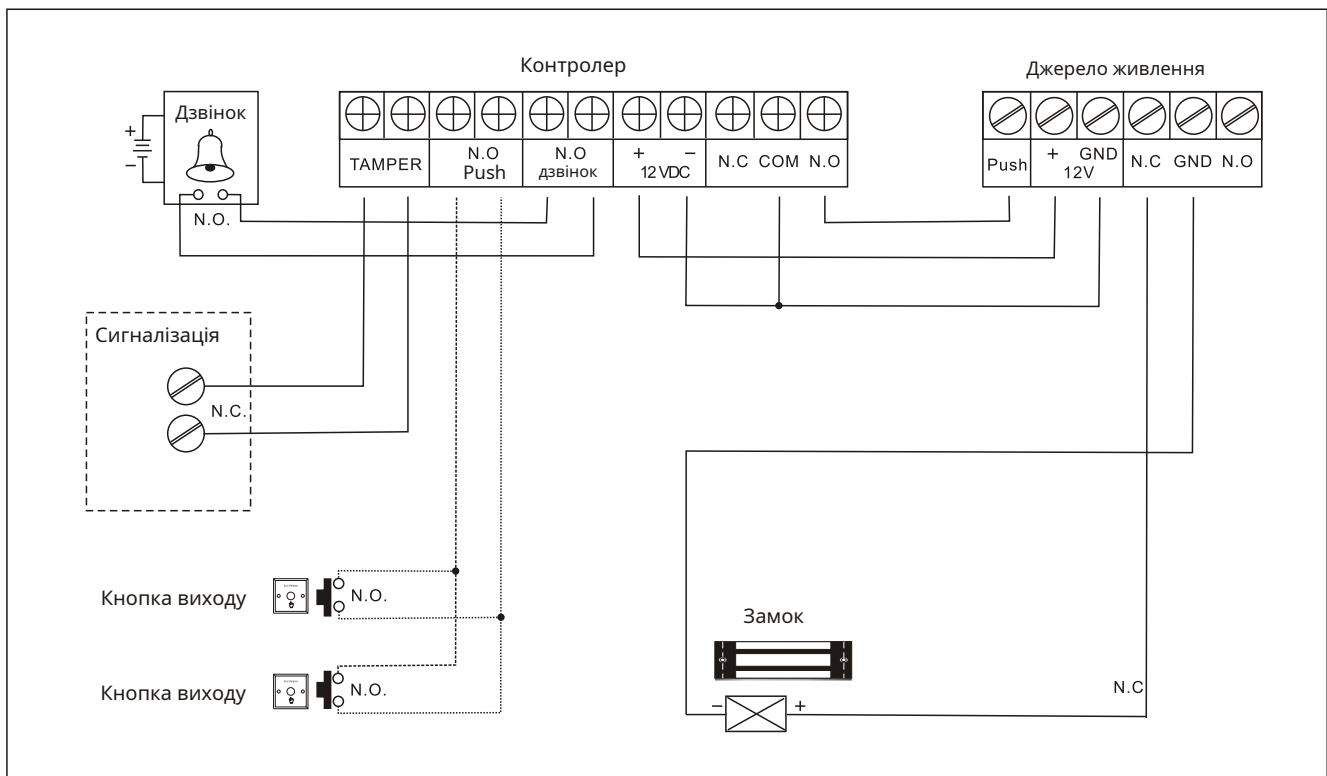 Контролер
Джерело живлення
Дзвінок
+
–
N.O.
TAMPER
N.O
Push
N.O
дзвінок
+ –
12 VDC
N.C COM N.O
Push
+ GND
12V
N.C GND N.O
Сигналізація
N.C.
Кнопка виходу
N.O.
Кнопка виходу
N.O.
Замок
– +
N.C